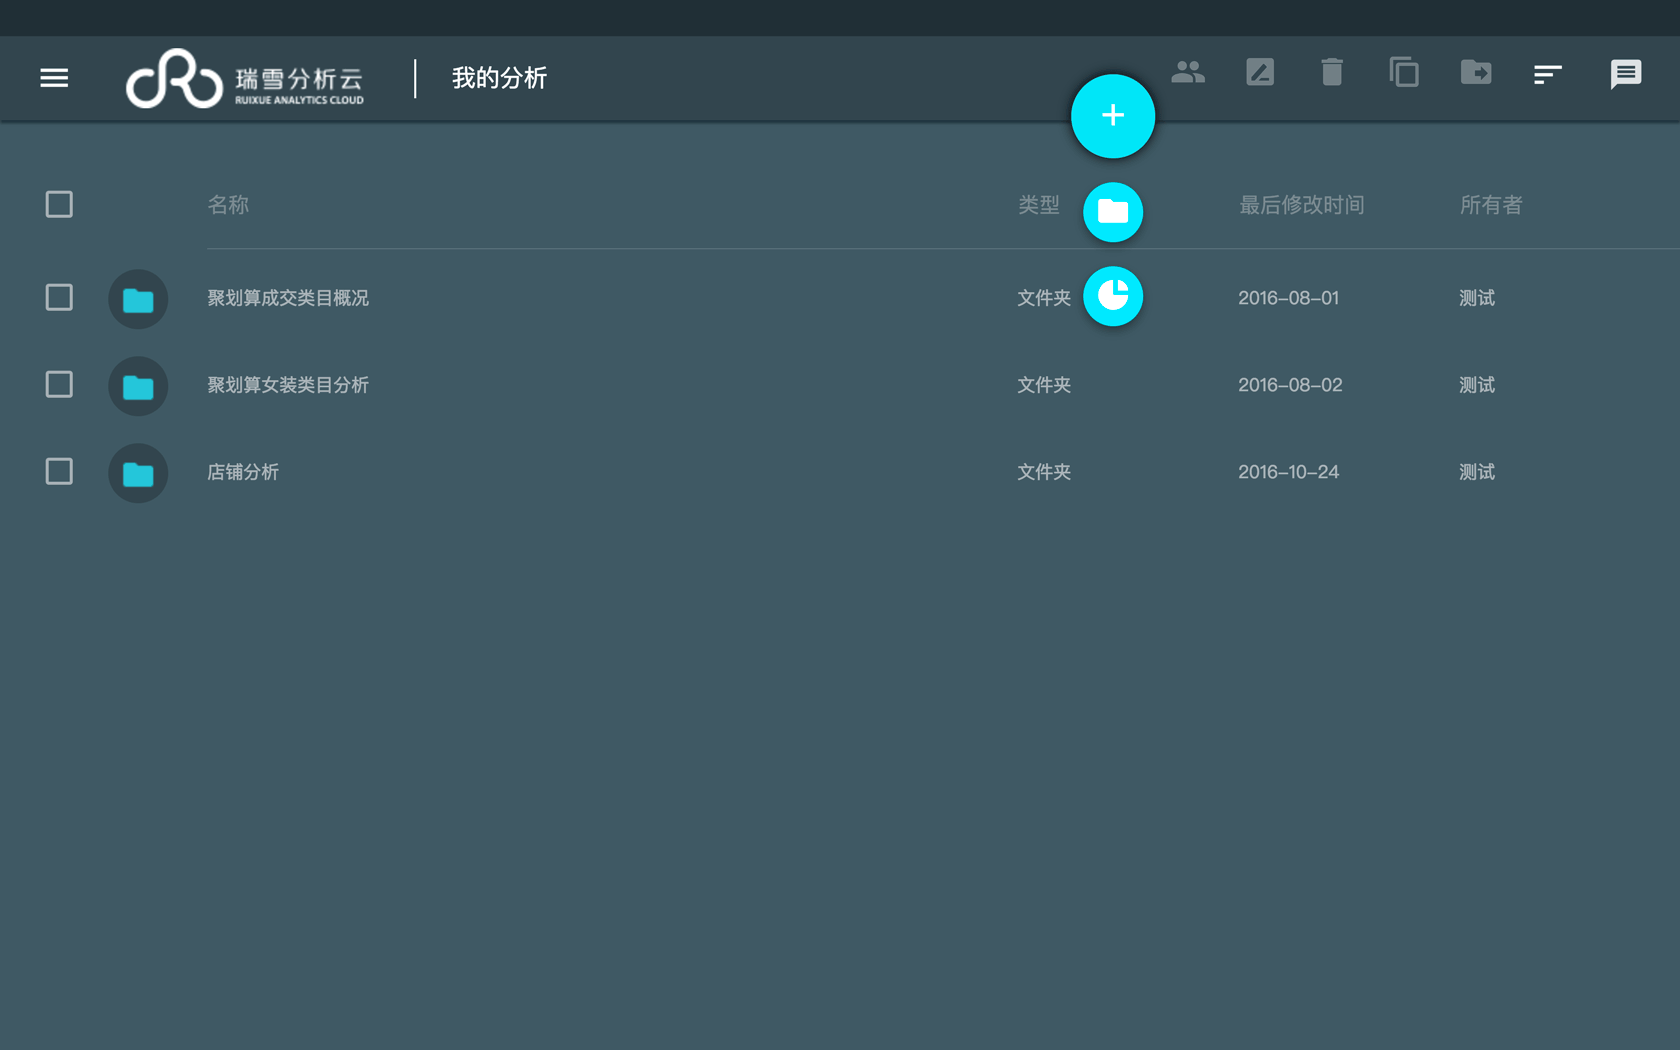 瑞雪分析云
RUIXUE ANALYTICS CLOUD
我的分析
名称 类型 最后修改时间 所有者
聚划算成交类目概况 文件夹 2016-08-01 测试
聚划算女装类目分析 文件夹 2016-08-02 测试
店铺分析 文件夹 2016-10-24 测试